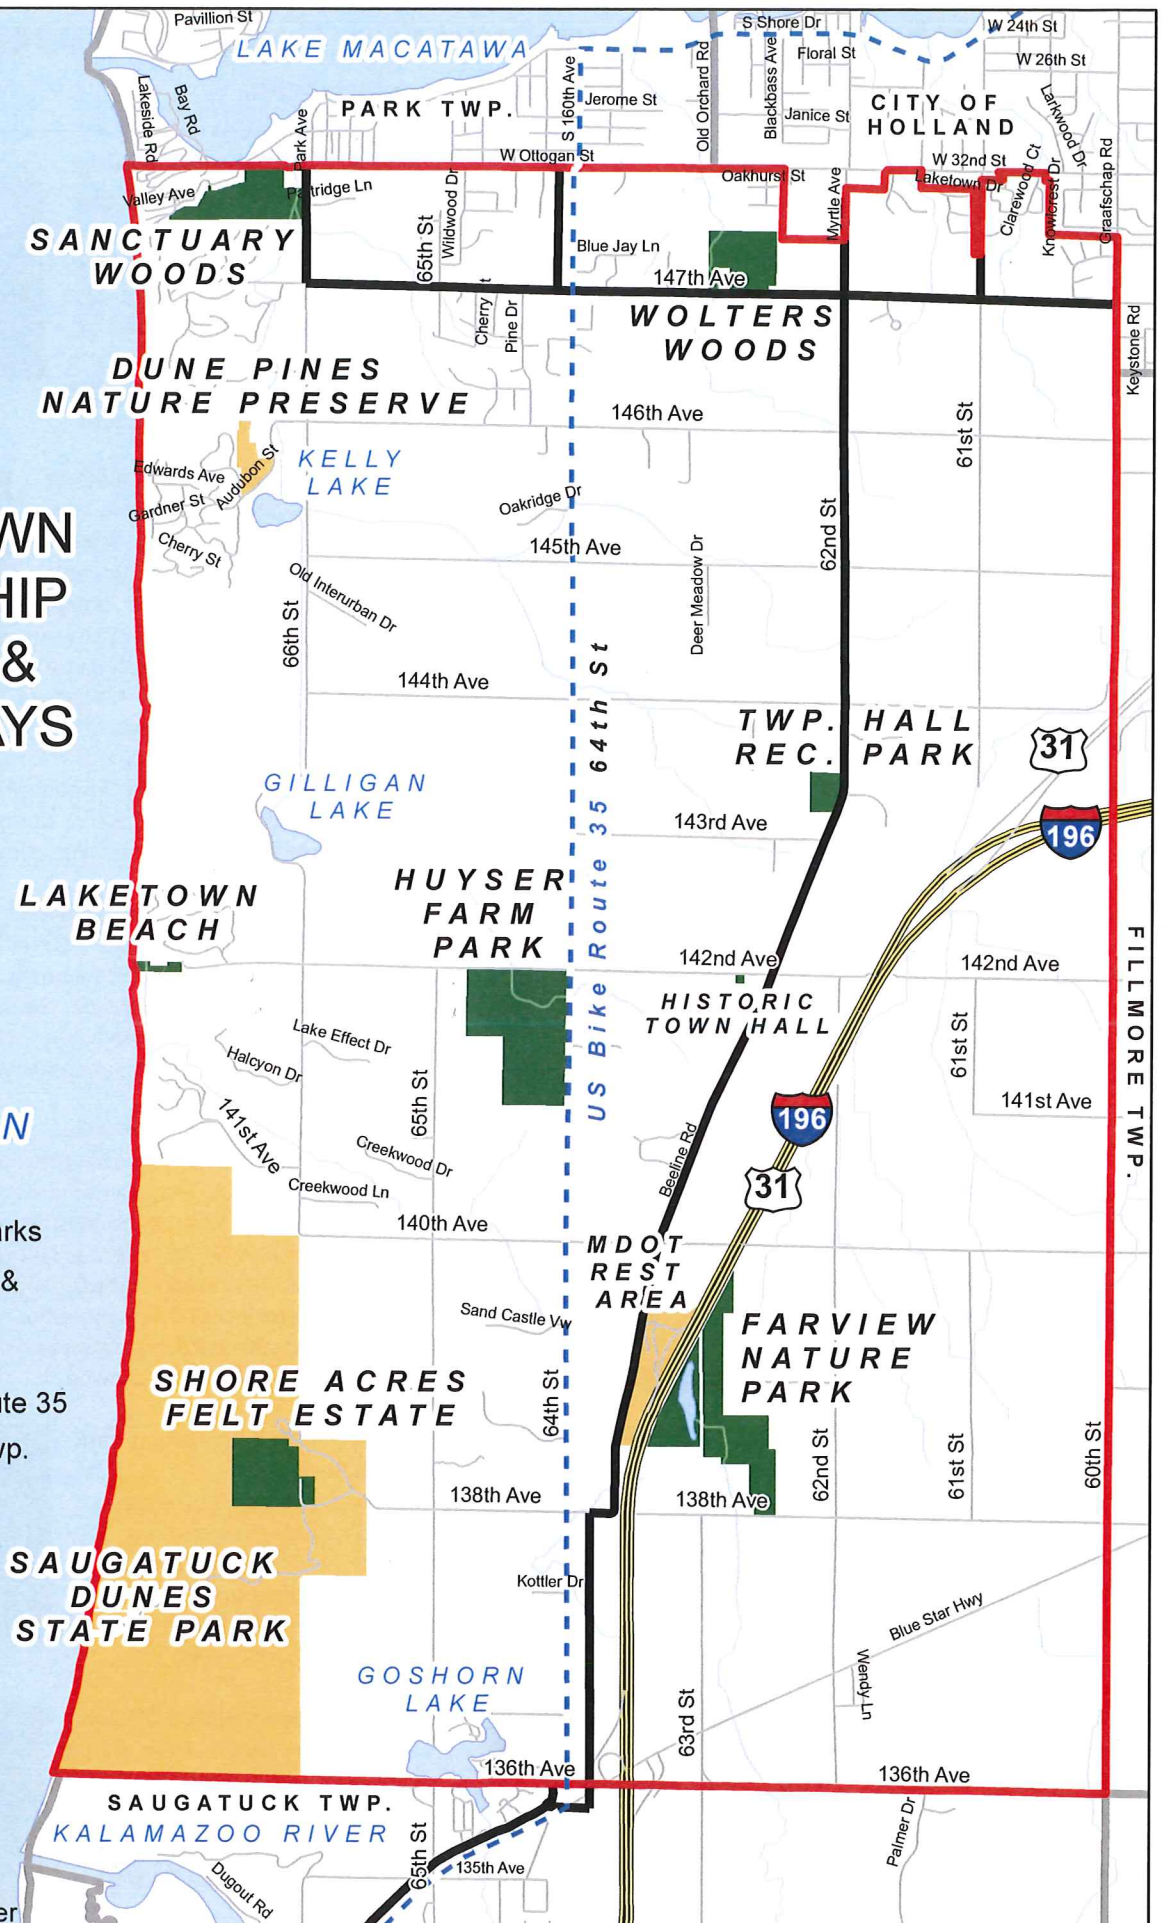 Pavillion St
S Shore Dr
W 24th St
LAKE MACATAWA
Floral St
W 26th St
Lakeside Rd
Bay Rd
S 160th Ave
Old Orchard Rd
Blackbass Ave
Larkwood Dr
Jerome St
PARK TWP.
Janice St
CITY OF
HOLLAND
Park Ave
W Ottogan St
W 32nd St
Clarewood Ct
Knowlcrest Dr
Graafschap Rd
Oakhurst St
Laketown Dr
Myrtle Ave
Valley Ave
Partridge Ln
Wildwood Dr
65th St
SANCTUARY
WOODS
Blue Jay Ln
147th Ave
Cherry
t
Pine Dr
WOLTERS
WOODS
Keystone Rd
DUNE PINES
NATURE PRESERVE
146th Ave
61st St
Edwards Ave
Audubon St
KELLY
LAKE
Gardner St
Oakridge Dr
WN
HIP
&
AYS
Cherry St
145th Ave
62nd St
Deer Meadow Dr
Old Interurban Dr
66th St
144th Ave
64th St
TWP. HALL
REC. PARK
31
GILLIGAN
LAKE
143rd Ave
196
US Bike Route 35
LAKETOWN
BEACH
HUYSER
FARM
PARK
142nd Ave
142nd Ave
FILLMORE TWP.
HISTORIC
TOWN HALL
Lake Effect Dr
Halcyon Dr
61st St
65th St
141st Ave
196
141st Ave
N
Creekwood Dr
Beeline Rd
Creekwood Ln
31
140th Ave
arks
&
MDOT
REST
AREA
Sand Castle Vw
FARVIEW
NATURE
PARK
SHORE ACRES
FELT ESTATE
ute 35
wp.
64th St
62nd St
61st St
60th St
138th Ave
138th Ave
SAUGATUCK
DUNES
STATE PARK
Kottler Dr
Blue Star Hwy
GOSHORN
LAKE
Wendy Ln
63rd St
136th Ave
136th Ave
SAUGATUCK TWP.
KALAMAZOO RIVER
65th St
135th Ave
Palmer Dr
Dugout Rd
er